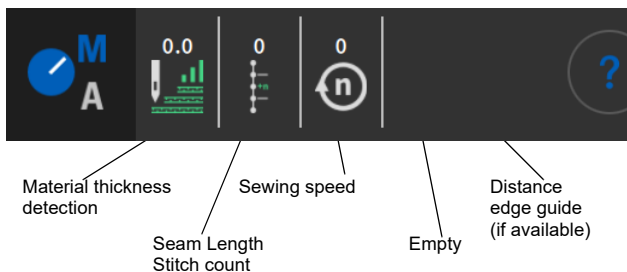 M
A
0.0
0
+n
0
n
?
Material thickness
detection
Seam Length
Stitch count
Sewing speed
Empty
Distance
edge guide
(if available)